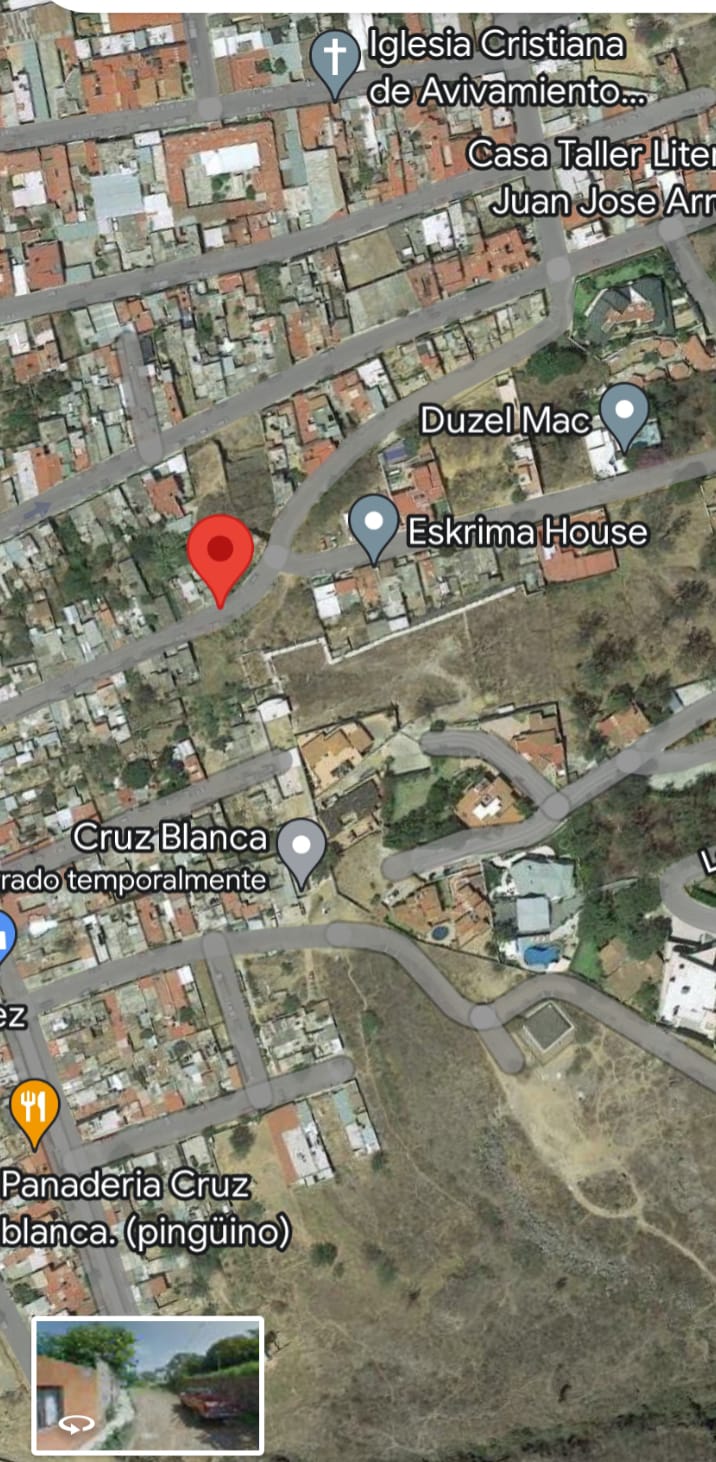 Iglesia Cristiana
de Avivamiento...
Casa Taller Liter
Juan Jose Arr
Duzel Mac
Eskrima House
Cruz Blanca
rado temporalmente
L
ez
Panaderia Cruz
blanca. (pingüino)